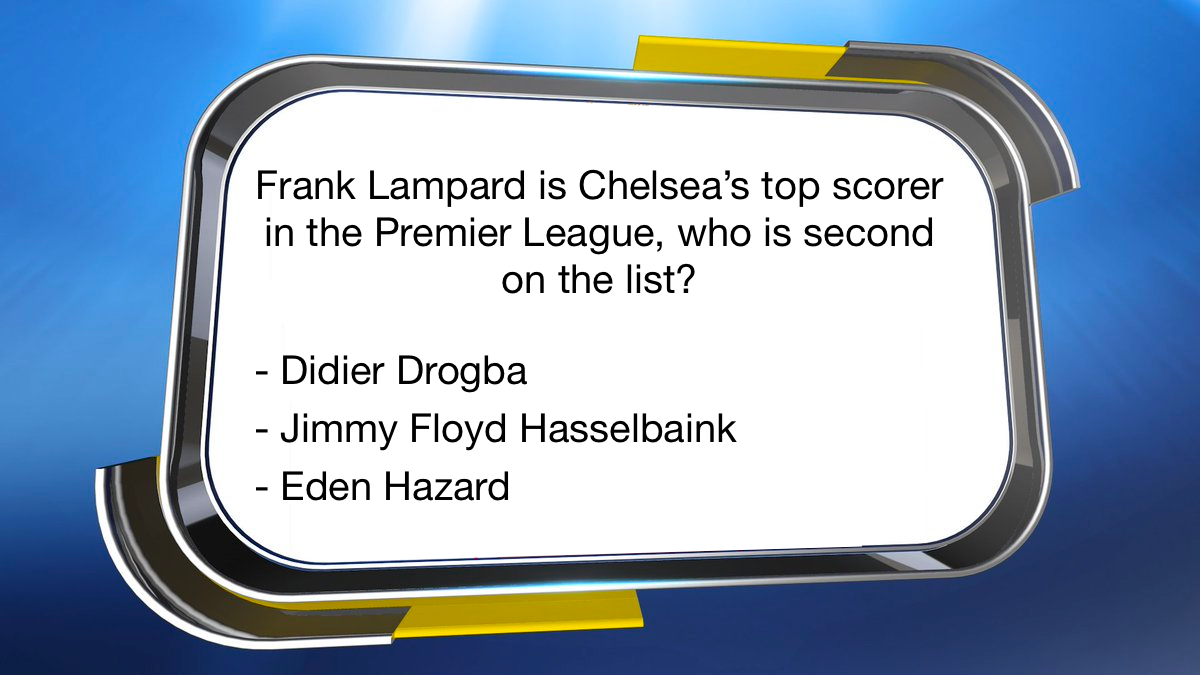 Frank Lampard is Chelsea’s top scorer
in the Premier League, who is second
on the list?
- Didier Drogba
- Jimmy Floyd Hasselbaink
- Eden Hazard